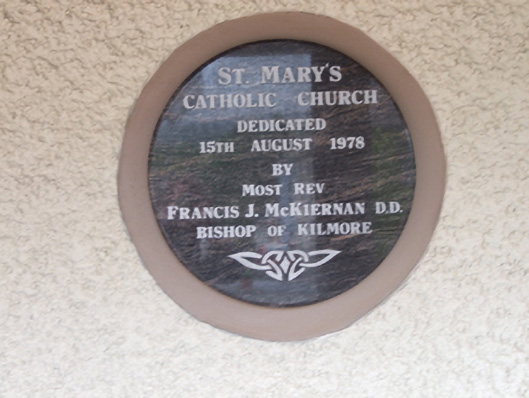 ST. MARY'S
CATHOLIC CHURCH
DEDICATED
15TH AUGUST 1978
BY
MOST REV
FRANCIS J. MCKIERNAN D.D.
BISHOP OF KILMORE